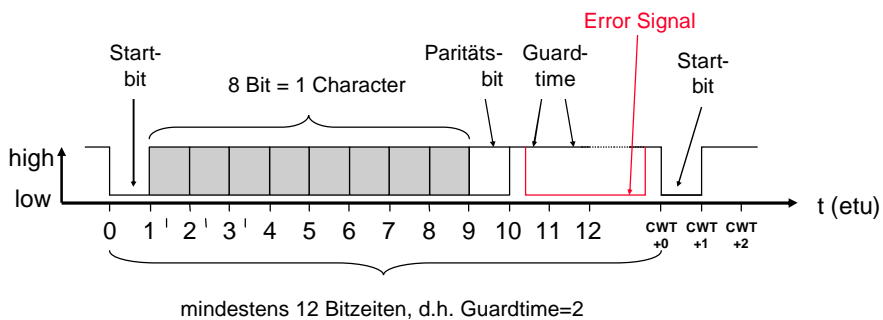 Error Signal
Start-
bit
8 Bit = 1 Character
Paritäts-
bit
Guard-
time
Start-
bit
high
low
t (etu)
0 1 2 3 4 5 6 7 8 9 10 11 12
CWT
+0
CWT
+1
CWT
+2
mindestens 12 Bitzeiten, d.h. Guardtime=2